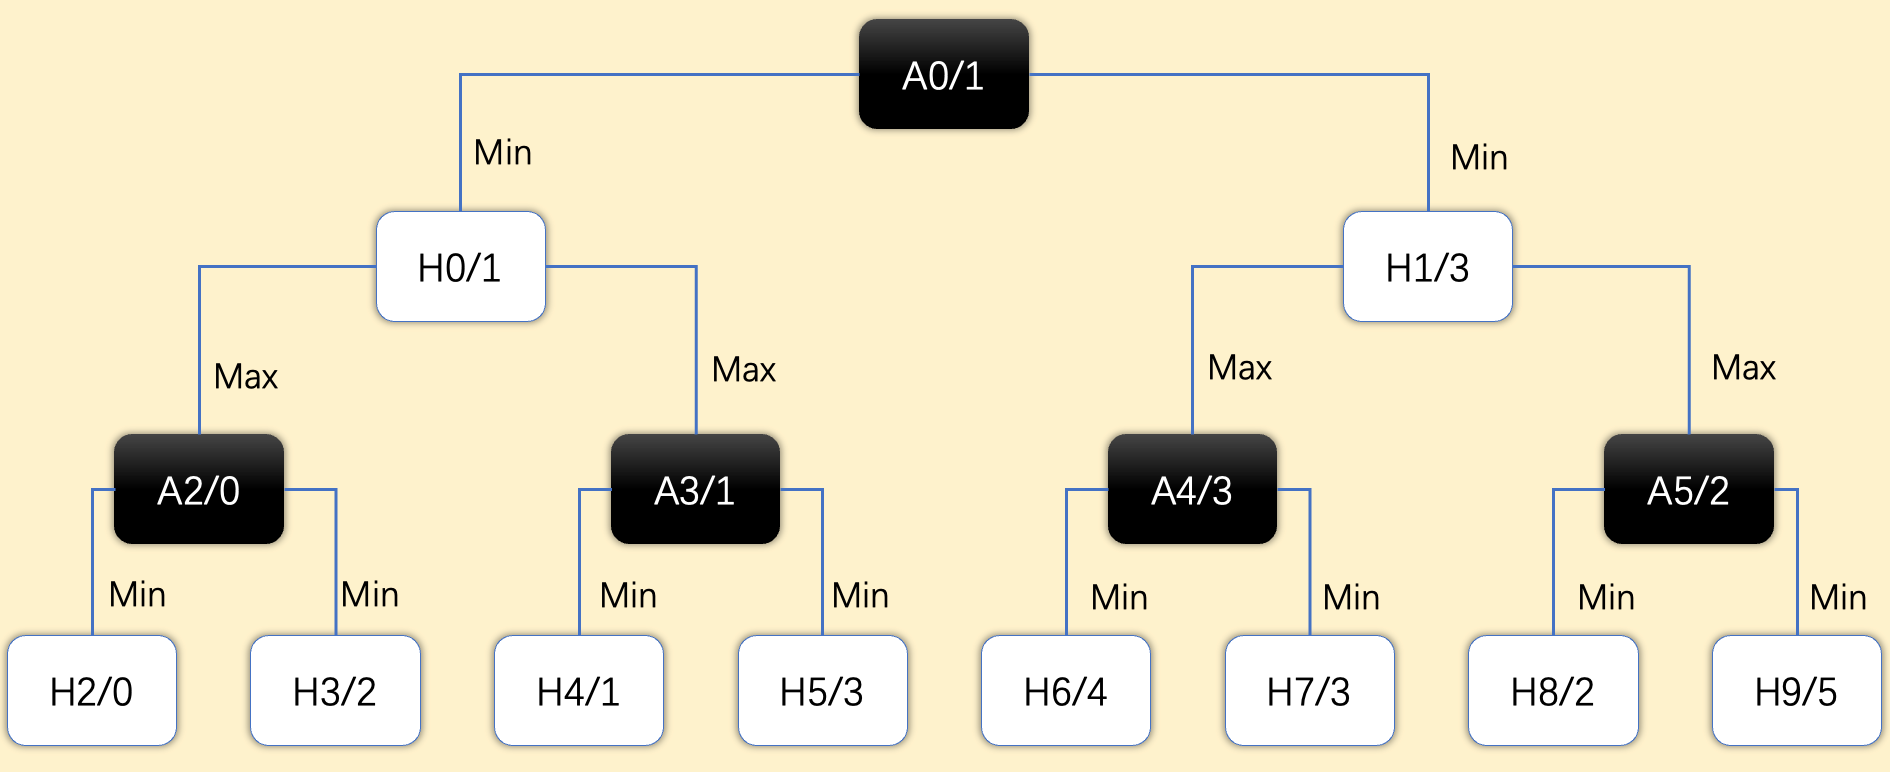 A0/1
Min
Min
H0/1
H1/3
Max
Max
Max
Max
A2/0
A3/1
A4/3
A5/2
Min
Min
Min
Min
Min
Min
Min
Min
H2/0
H3/2
H4/1
H5/3
H6/4
H7/3
H8/2
H9/5